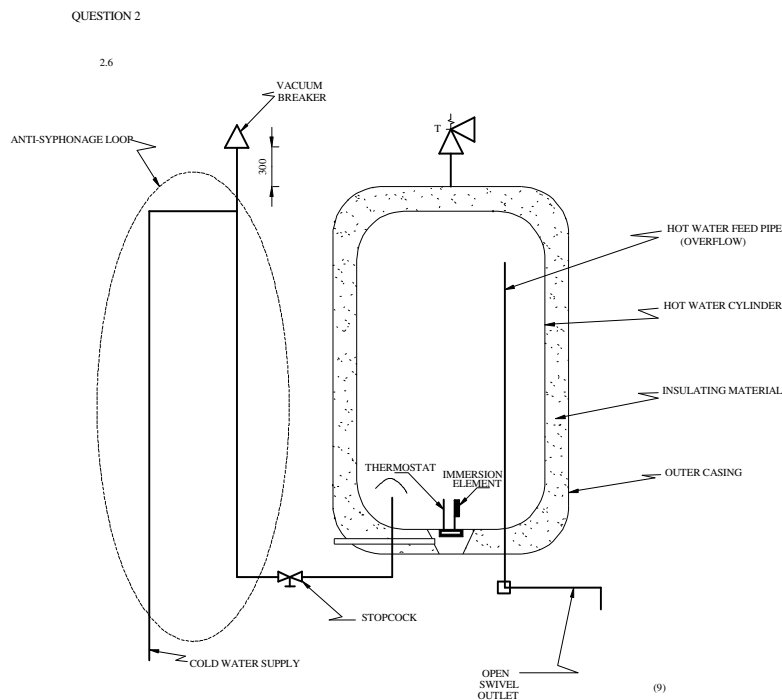 QUESTION 2
2.6
VACUUM
BREAKER
ANTI-SYPHONAGE LOOP
300
T
HOT WATER FEED PIPE
(OVERFLOW)
HOT WATER CYLINDER
INSULATING MATERIAL
THERMOSTAT
IMMERSION
ELEMENT
OUTER CASING
STOPCOCK
COLD WATER SUPPLY
OPEN
SWIVEL
OUTLET
(9)